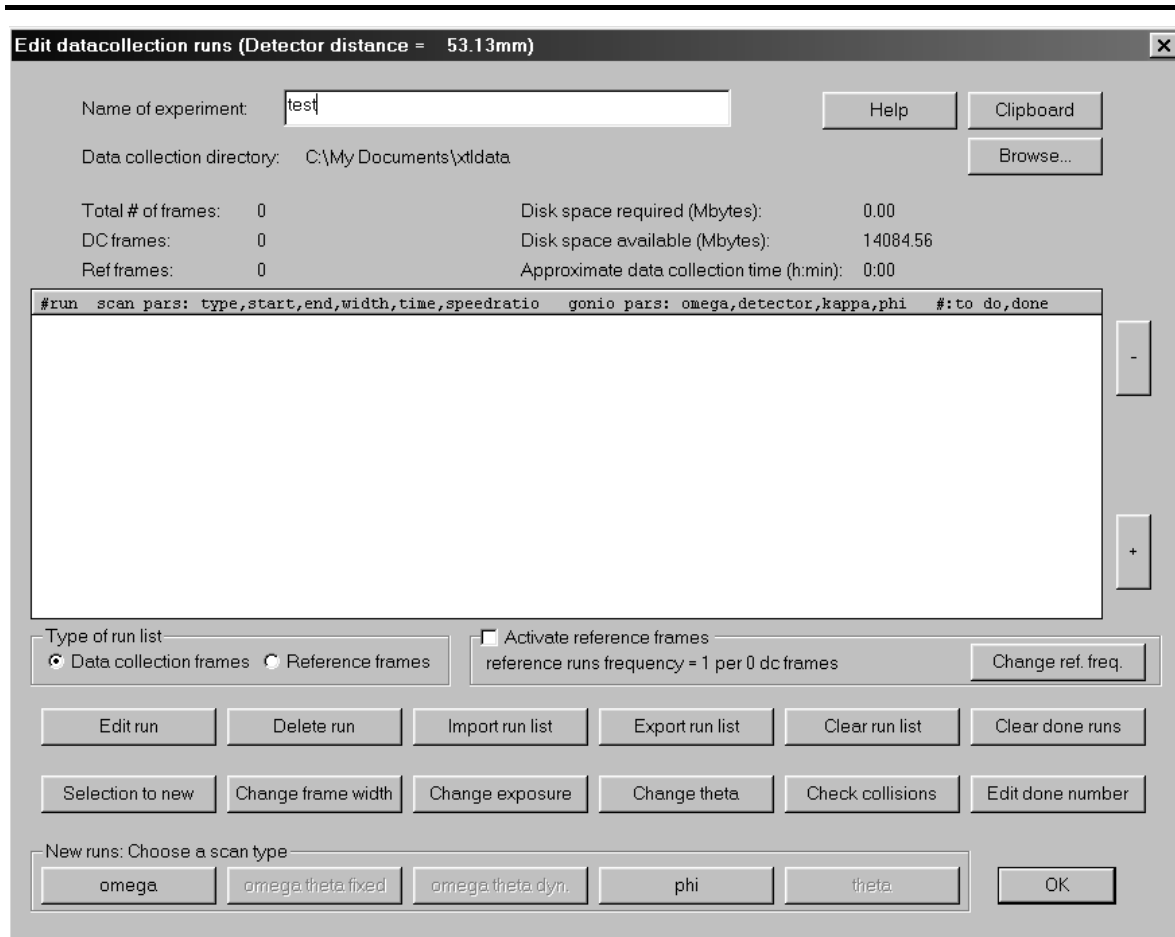 Edit datacollection runs (Detector distance = 53.13mm)
Name of experiment: test Help Clipboard
Data collection directory: C:\My Documents\xtldata Browse...
Total # of frames: 0 Disk space required (Mbytes): 0.00
DC frames: 0 Disk space available (Mbytes): 14084.56
Ref frames: 0 Approximate data collection time (h:min): 0:00
#run scan pars: type,start,end,width,time,speedratio gonio pars: omega,detector,kappa,phi #:to do,done
-
+
Type of run list Activate reference frames
Data collection frames Reference frames reference runs frequency = 1 per 0 dc frames Change ref. freq.
Edit run Delete run Import run list Export run list Clear run list Clear done runs
Selection to new Change frame width Change exposure Change theta Check collisions Edit done number
New runs: Choose a scan type
omega omega theta fixed omega theta dyn. phi theta OK